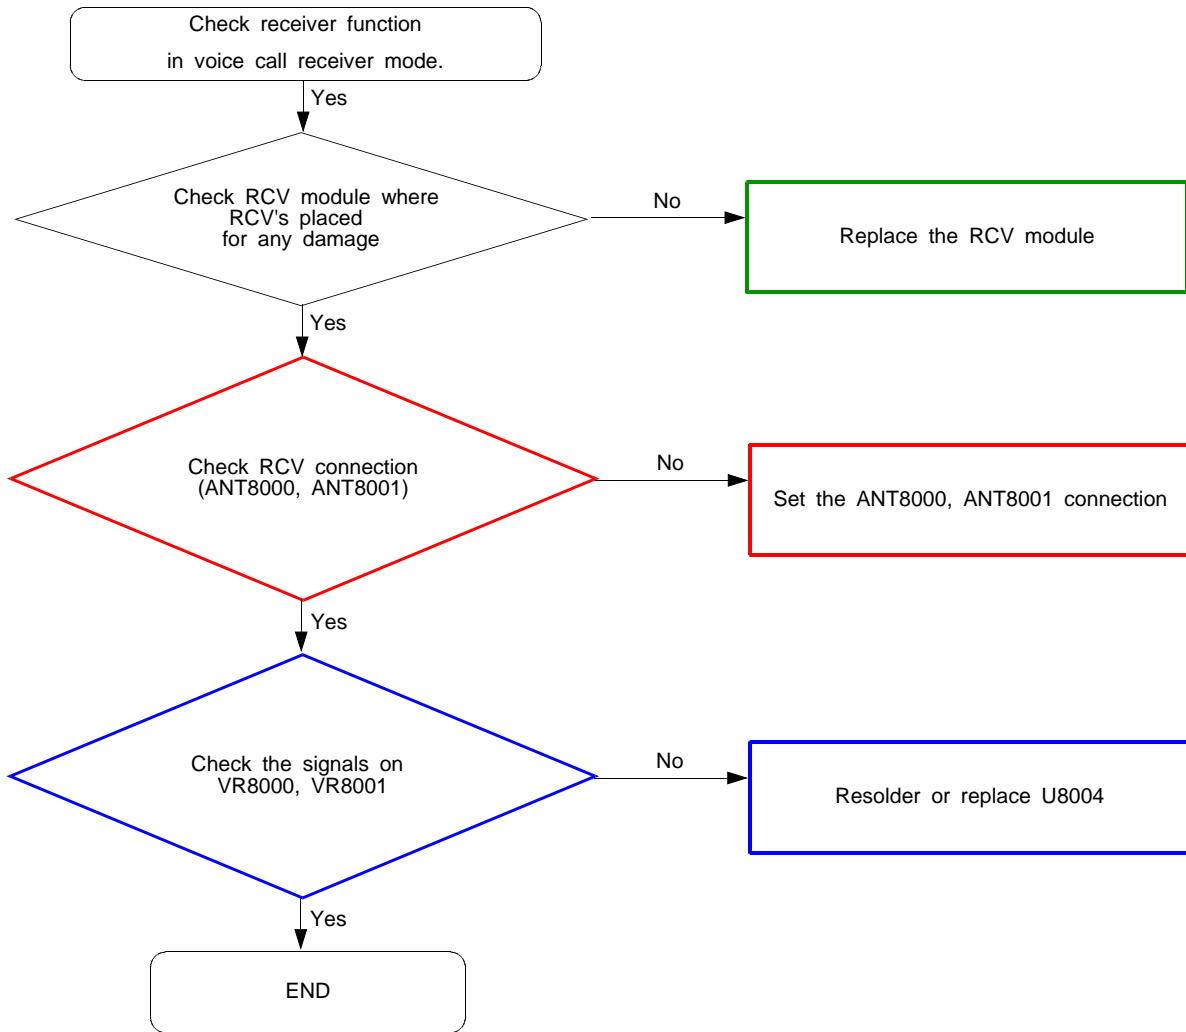 Check receiver function
in voice call receiver mode.
Yes
Check RCV module where
RCV's placed
for any damage
No
Replace the RCV module
Yes
Check RCV connection
(ANT8000, ANT8001)
No
Set the ANT8000, ANT8001 connection
Yes
Check the signals on
VR8000, VR8001
No
Resolder or replace U8004
Yes
END